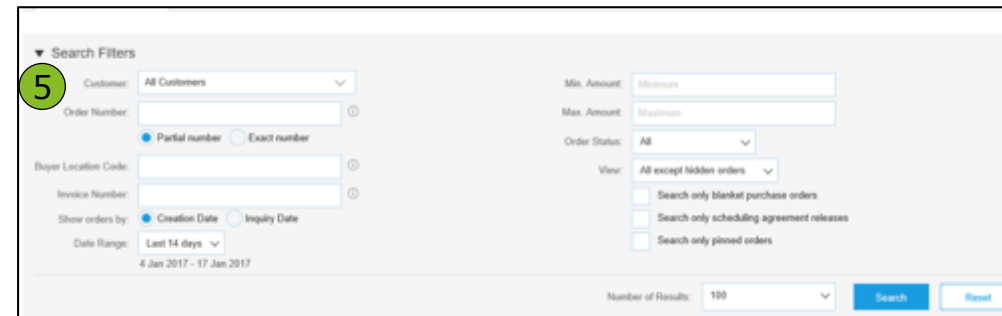 ▼ Search Filters
5
Customer: All Customers
Order Number:
Partial number Exact number
Buyer Location Code:
Invoice Number:
Show orders by: Creation Date Inquiry Date
Date Range: Last 14 days
4 Jan 2017 - 17 Jan 2017
Min. Amount: Minimum
Max. Amount: Maximum
Order Status: All
View: All except hidden orders
Search only blanket purchase orders
Search only scheduling agreement releases
Search only pinned orders
Number of Results: 100
Search
Reset